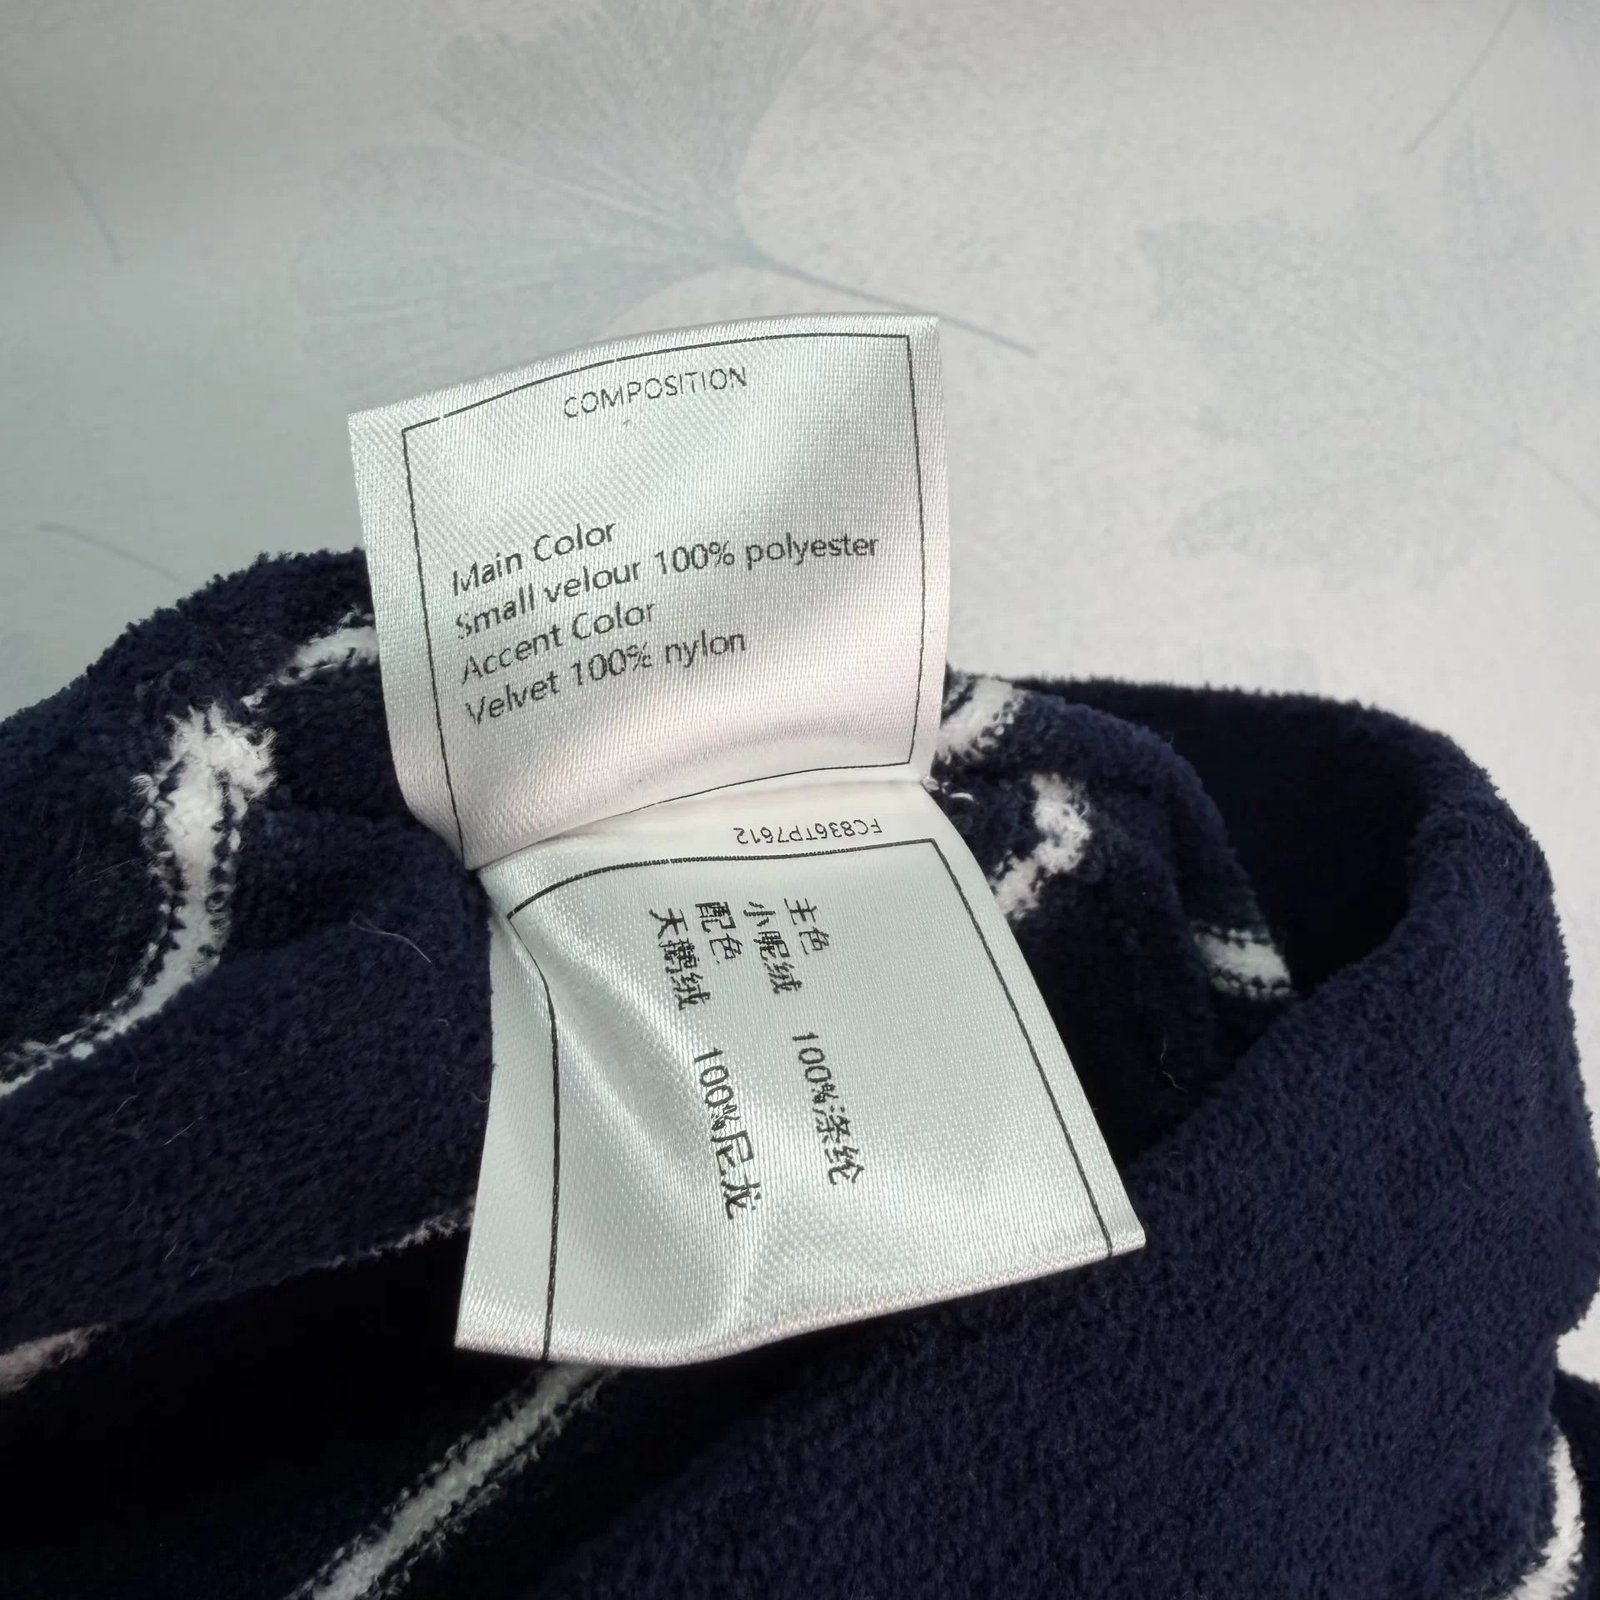 COMPOSITION
Main Color
Small velour 100% polyester
Accent Color
Velvet 100% nylon
FC836TP7612
主色
小昵绒 100%涤纶
配色
天鹅绒 100%尼龙